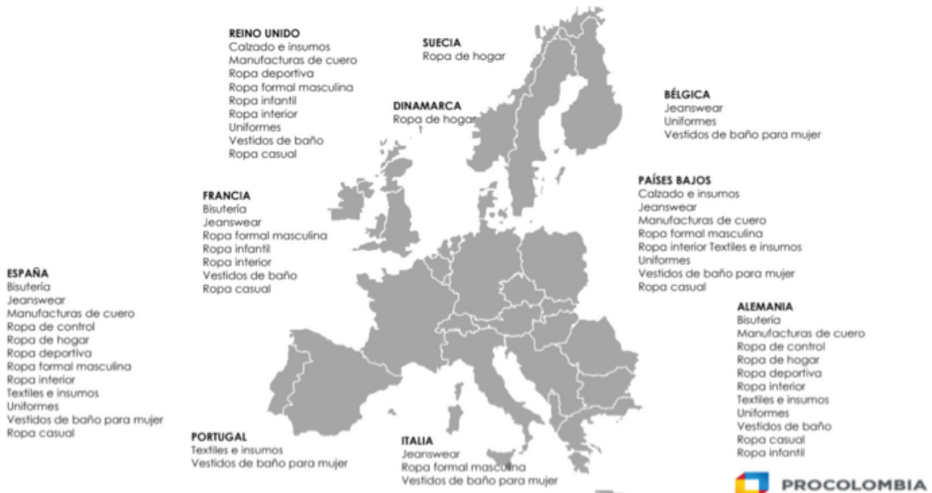 REINO UNIDO
Calzado e insumos
Manufacturas de cuero
Ropa deportiva
Ropa formal masculina
Ropa infantil
Ropa interior
Uniformes
Vestidos de baño
Ropa casual
SUECIA
Ropa de hogar
DINAMARCA
Ropa de hogar
BÉLGICA
Jeanswear
Uniformes
Vestidos de baño para mujer
FRANCIA
Bisutería
Jeanswear
Ropa formal masculina
Ropa infantil
Ropa interior
Vestidos de baño
Ropa casual
PAÍSES BAJOS
Calzado e insumos
Jeanswear
Manufacturas de cuero
Ropa formal masculina
Ropa interior Textiles e insumos
Uniformes
Vestidos de baño para mujer
Ropa casual
ESPAÑA
Bisutería
Jeanswear
Manufacturas de cuero
Ropa de control
Ropa de hogar
Ropa deportiva
Ropa formal masculina
Ropa interior
Textiles e insumos
Uniformes
Vestidos de baño para mujer
Ropa casual
ALEMANIA
Bisutería
Manufacturas de cuero
Ropa de control
Ropa de hogar
Ropa deportiva
Ropa interior
Textiles e insumos
Uniformes
Vestidos de baño
Ropa casual
Ropa infantil
PORTUGAL
Textiles e insumos
Vestidos de baño para mujer
ITALIA
Jeanswear
Ropa formal masculina
Vestidos de baño para mujer
PROCOLOMBIA